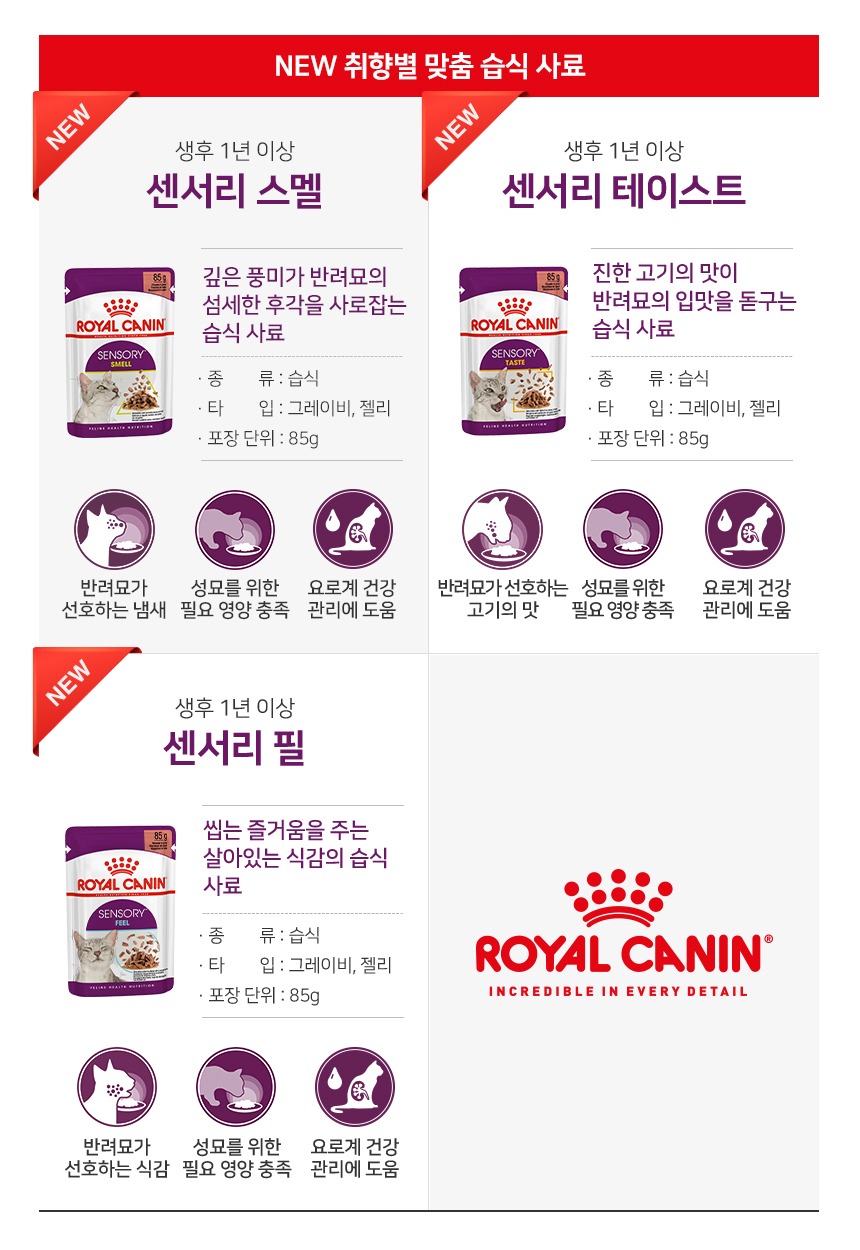 NEW 취향별 맞춤 습식 사료
NEW
생후 1년 이상
센서리 스멜
85 g
ROYAL CANIN
SENSORY
SMELL
FELINE HEALTH NUTRITION
깊은 풍미가 반려묘의
섬세한 후각을 사로잡는
습식 사료
· 종 류 : 습식
· 타 입 : 그레이비, 젤리
· 포장 단위 : 85g
반려묘가
선호하는 냄새
성묘를 위한
필요 영양 충족
요로계 건강
관리에 도움
NEW
생후 1년 이상
센서리 테이스트
85 g
ROYAL CANIN
SENSORY
TASTE
FELINE HEALTH NUTRITION
진한 고기의 맛이
반려묘의 입맛을 돋구는
습식 사료
· 종 류 : 습식
· 타 입 : 그레이비, 젤리
· 포장 단위 : 85g
반려묘가 선호하는
고기의 맛
성묘를 위한
필요 영양 충족
요로계 건강
관리에 도움
NEW
생후 1년 이상
센서리 필
85 g
ROYAL CANIN
SENSORY
FEEL
FELINE HEALTH NUTRITION
씹는 즐거움을 주는
살아있는 식감의 습식
사료
· 종 류 : 습식
· 타 입 : 그레이비, 젤리
· 포장 단위 : 85g
반려묘가
선호하는 식감
성묘를 위한
필요 영양 충족
요로계 건강
관리에 도움
ROYAL CANIN®
INCREDIBLE IN EVERY DETAIL